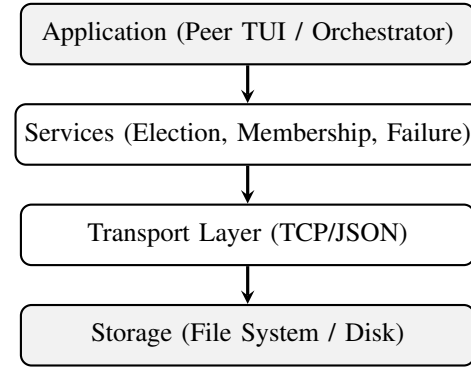 Application (Peer TUI / Orchestrator)
Services (Election, Membership, Failure)
Transport Layer (TCP/JSON)
Storage (File System / Disk)